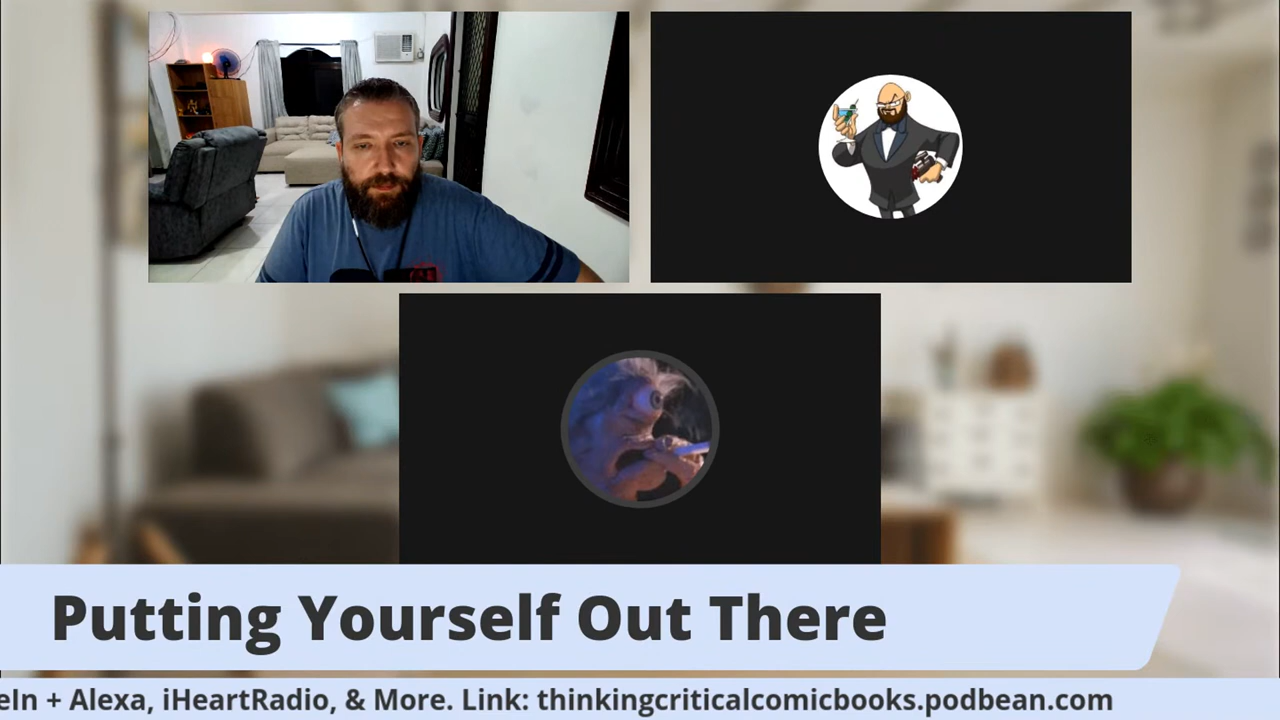 Putting Yourself Out There
eIn + Alexa, iHeartRadio, & More. Link: thinkingcriticalcomicbooks.podbean.com